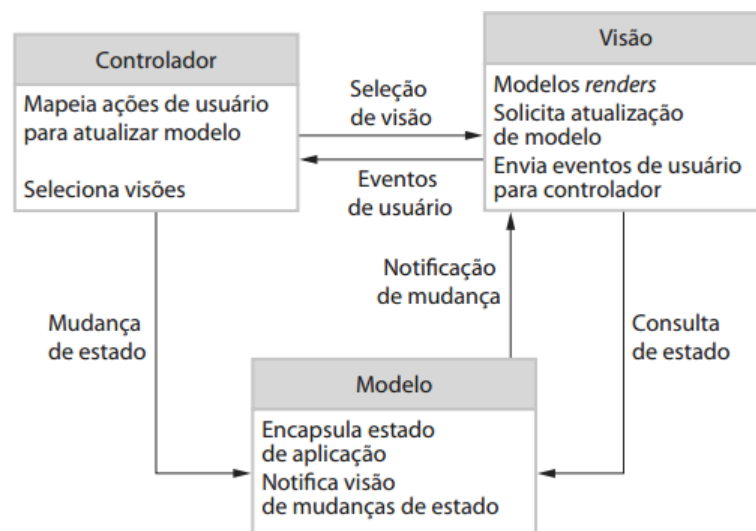 Controlador
Mapeia ações de usuário
para atualizar modelo
Seleciona visões
Seleção
de visão
Eventos
de usuário
Visão
Modelos renders
Solicita atualização
de modelo
Envia eventos de usuário
para controlador
Mudança
de estado
Notificação
de mudança
Consulta
de estado
Modelo
Encapsula estado
de aplicação
Notifica visão
de mudanças de estado